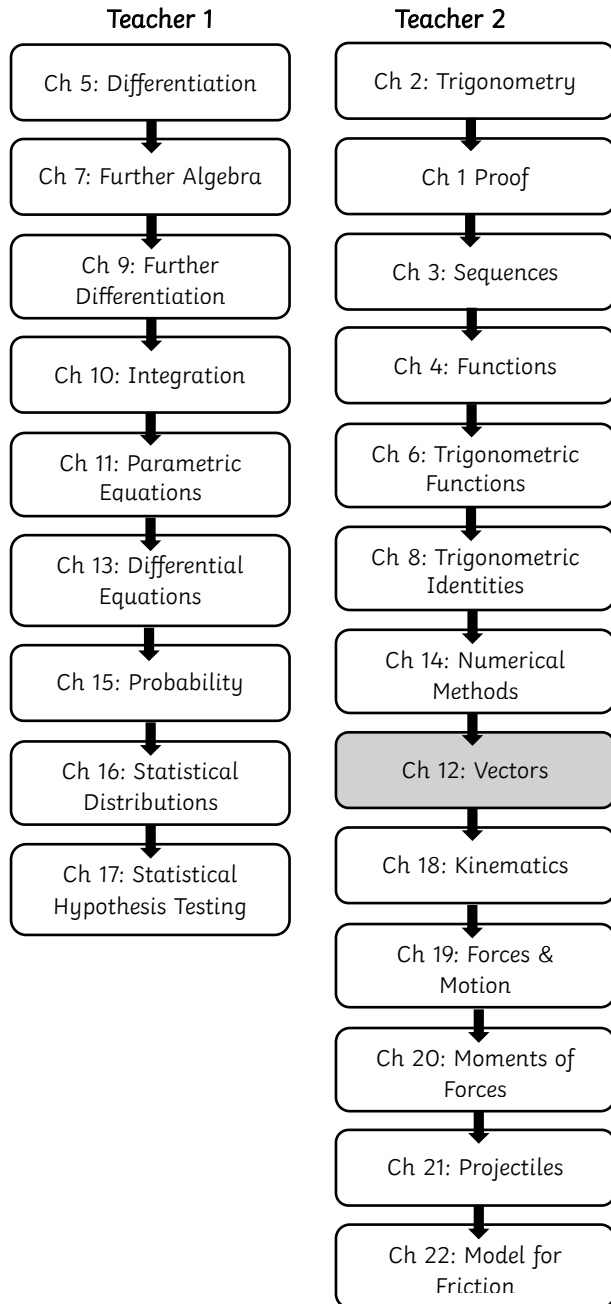 Teacher 1
Ch 5: Differentiation
Ch 7: Further Algebra
Ch 9: Further
Differentiation
Ch 10: Integration
Ch 11: Parametric
Equations
Ch 13: Differential
Equations
Ch 15: Probability
Ch 16: Statistical
Distributions
Ch 17: Statistical
Hypothesis Testing
Teacher 2
Ch 2: Trigonometry
Ch 1 Proof
Ch 3: Sequences
Ch 4: Functions
Ch 6: Trigonometric
Functions
Ch 8: Trigonometric
Identities
Ch 14: Numerical
Methods
Ch 12: Vectors
Ch 18: Kinematics
Ch 19: Forces &
Motion
Ch 20: Moments of
Forces
Ch 21: Projectiles
Ch 22: Model for
Friction